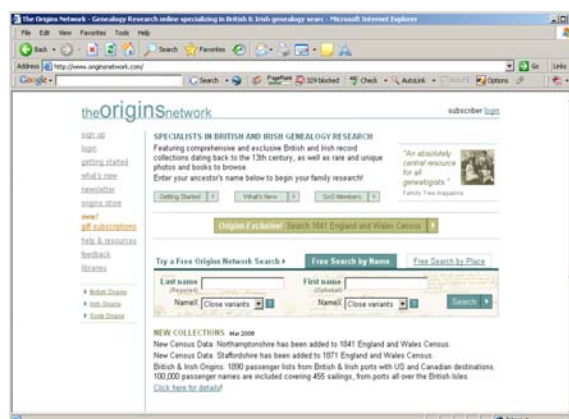 The Origins Network - Genealogy Research online specializing in British & Irish genealogy searc - Microsoft Internet Explorer
File Edit View Favorites Tools Help
Back Search Favorites
Address http://www.originsnetwork.com/ Go Links
Google Search PageRank 329 blocked Check AutoLink Options
theoriginsnetwork
subscriber login
sign up
login
getting started
what's new
newsletter
origins store
new!
gift subscriptions
help & resources
feedback
libraries
British Origins
Irish Origins
Scots Origins
SPECIALISTS IN BRITISH AND IRISH GENEALOGY RESEARCH
Featuring comprehensive and exclusive British and Irish record
collections dating back to the 13th century, as well as rare and unique
photos and books to browse.
Enter your ancestor's name below to begin your family research!
Getting Started What's New SoG Members
"An absolutely
central resource
for all
genealogists."
Family Tree magazine
Origins Exclusive! Search 1841 England and Wales Census
Try a Free Origins Network Search Free Search by Name Free Search by Place
Last name First name
(Required) (Optional)
NameX Close variants NameX Close variants Search
NEW COLLECTIONS Mar 2008
New Census Data: Northamptonshire has been added to 1841 England and Wales Census.
New Census Data: Staffordshire has been added to 1871 England and Wales Census.
British & Irish Origins: 1890 passenger lists from British & Irish ports with US and Canadian destinations.
100,000 passenger names are included covering 455 sailings, from ports all over the British Isles.
Click here for details!